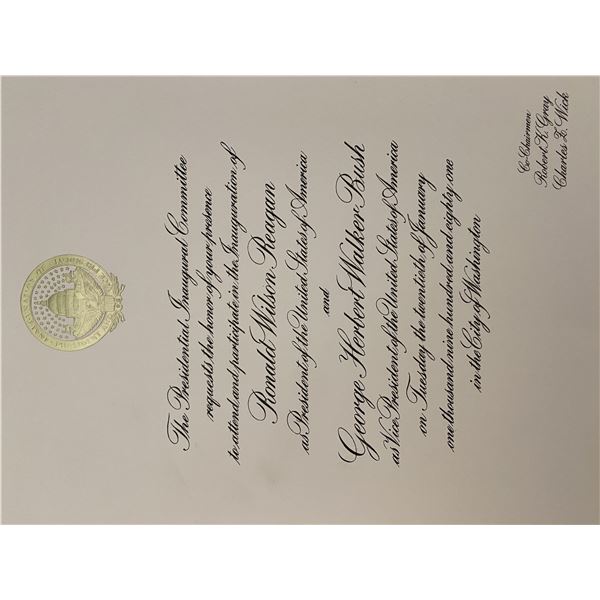 The Presidential Inaugural Committee
requests the honor of your presence
to attend and participate in the Inauguration of
Ronald Wilson Reagan
as President of the United States of America
and
George Herbert Walker Bush
as Vice President of the United States of America
on Tuesday the twentieth of January
one thousand nine hundred and eighty one
in the City of Washington
Co-Chairmen
Robert K. Gray
Charles Z. Wick